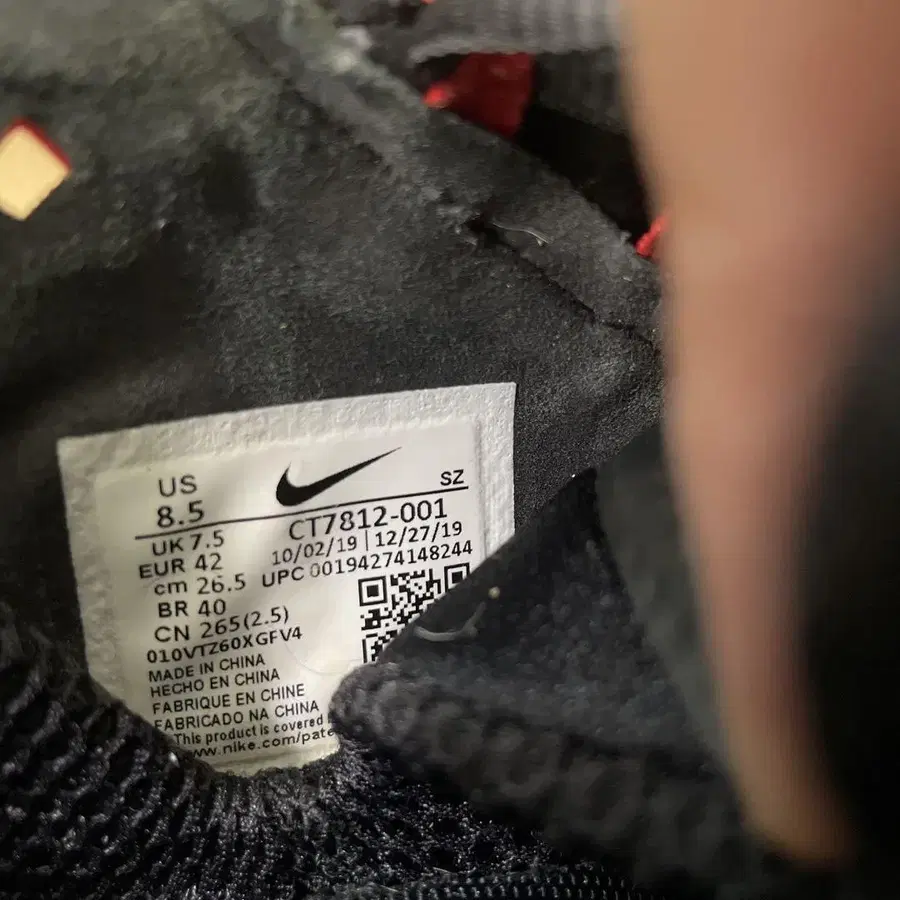 US
8.5
SZ
UK 7.5
CT7812-001
EUR 42
10/02/19 | 12/27/19
cm 26.5
UPC 00194274148244
BR 40
CN 265(2.5)
010VTZ60XGFV4
MADE IN CHINA
HECHO EN CHINA
FABRIQUE EN CHINE
FABRICADO NA CHINA
This product is covered
www.nike.com/pate